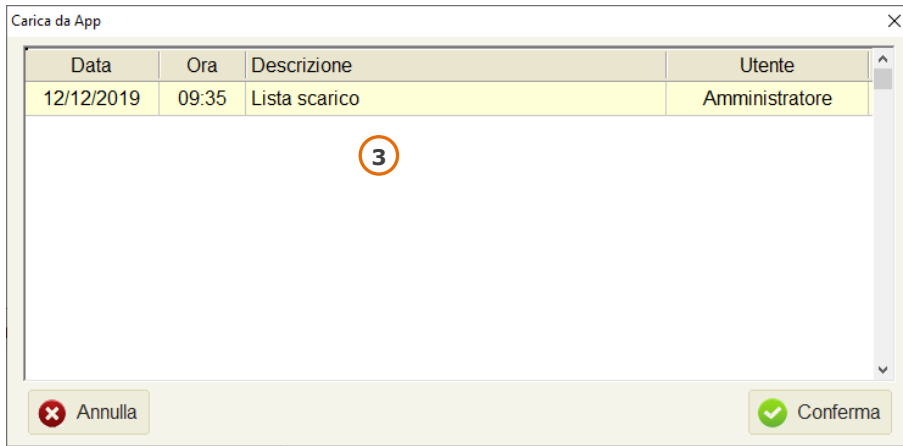 Carica da App
Data Ora Descrizione Utente
12/12/2019 09:35 Lista scarico Amministratore
3
Annulla Conferma